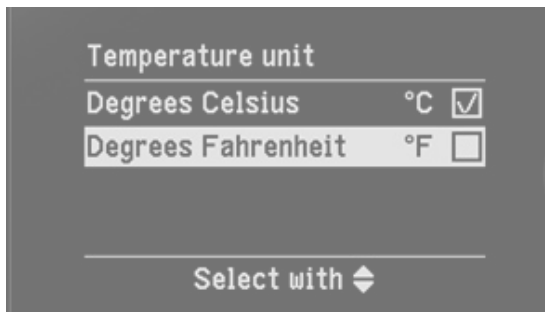 Temperature unit
Degrees Celsius °C
Degrees Fahrenheit °F
Select with